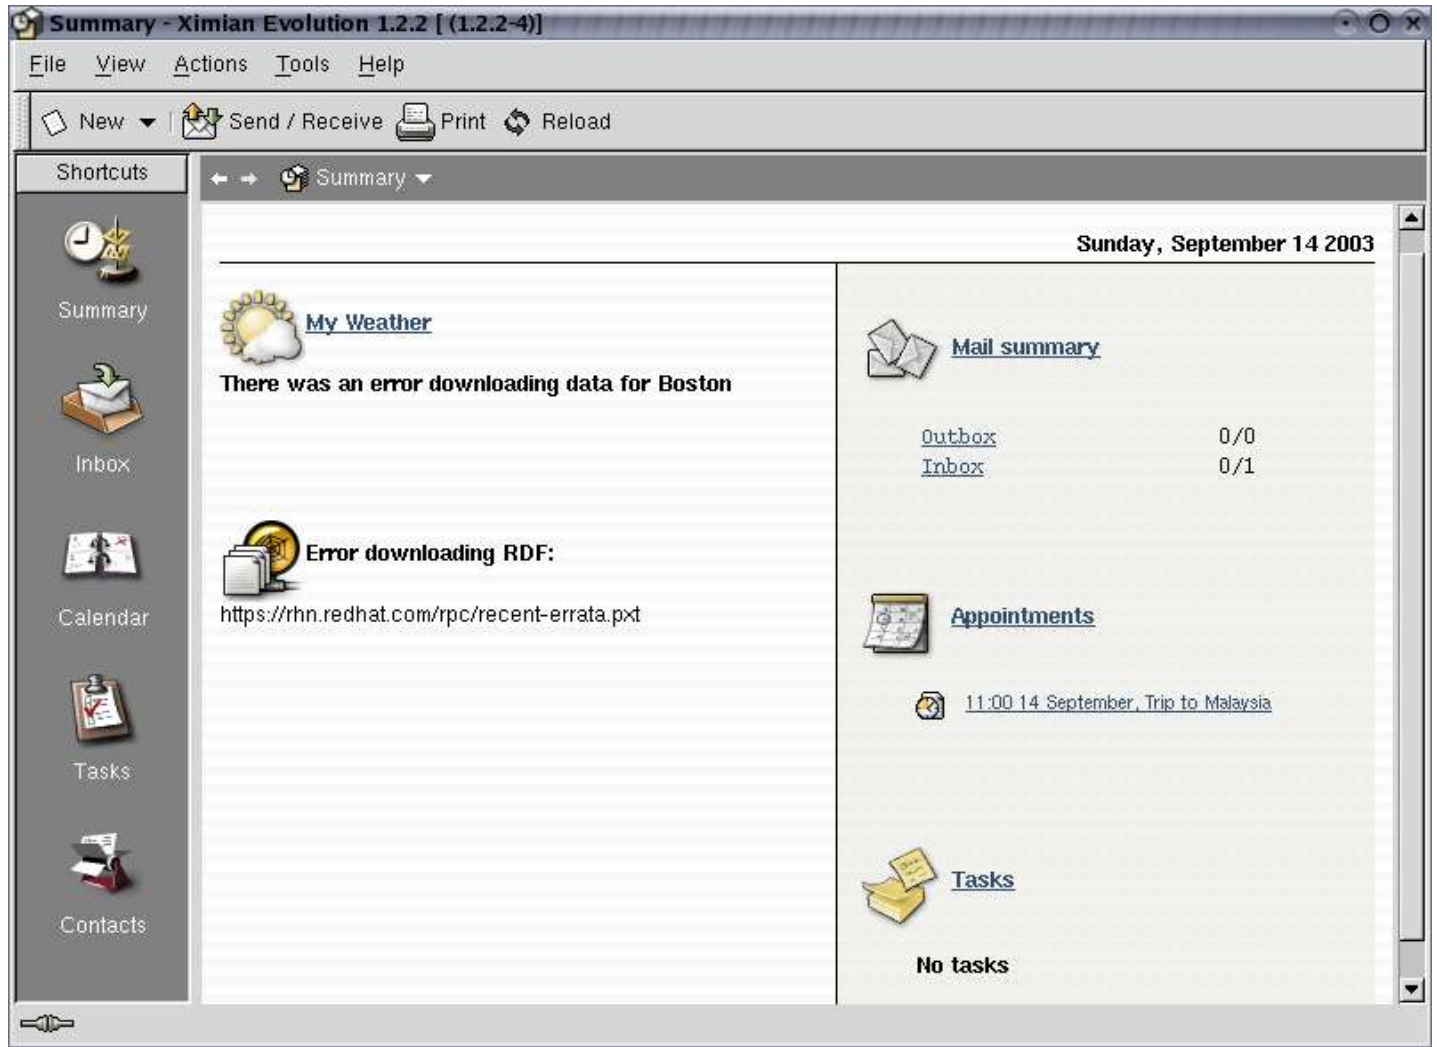 Summary - Ximian Evolution 1.2.2 [ (1.2.2-4)]
File View Actions Tools Help
New Send / Receive Print Reload
Shortcuts
Summary
Summary
Inbox
Calendar
Tasks
Contacts
Sunday, September 14 2003
My Weather
There was an error downloading data for Boston
Error downloading RDF:
https://rhn.redhat.com/rpc/recent-errata.pxt
Mail summary
Outbox 0/0
Inbox 0/1
Appointments
11:00 14 September, Trip to Malaysia
Tasks
No tasks